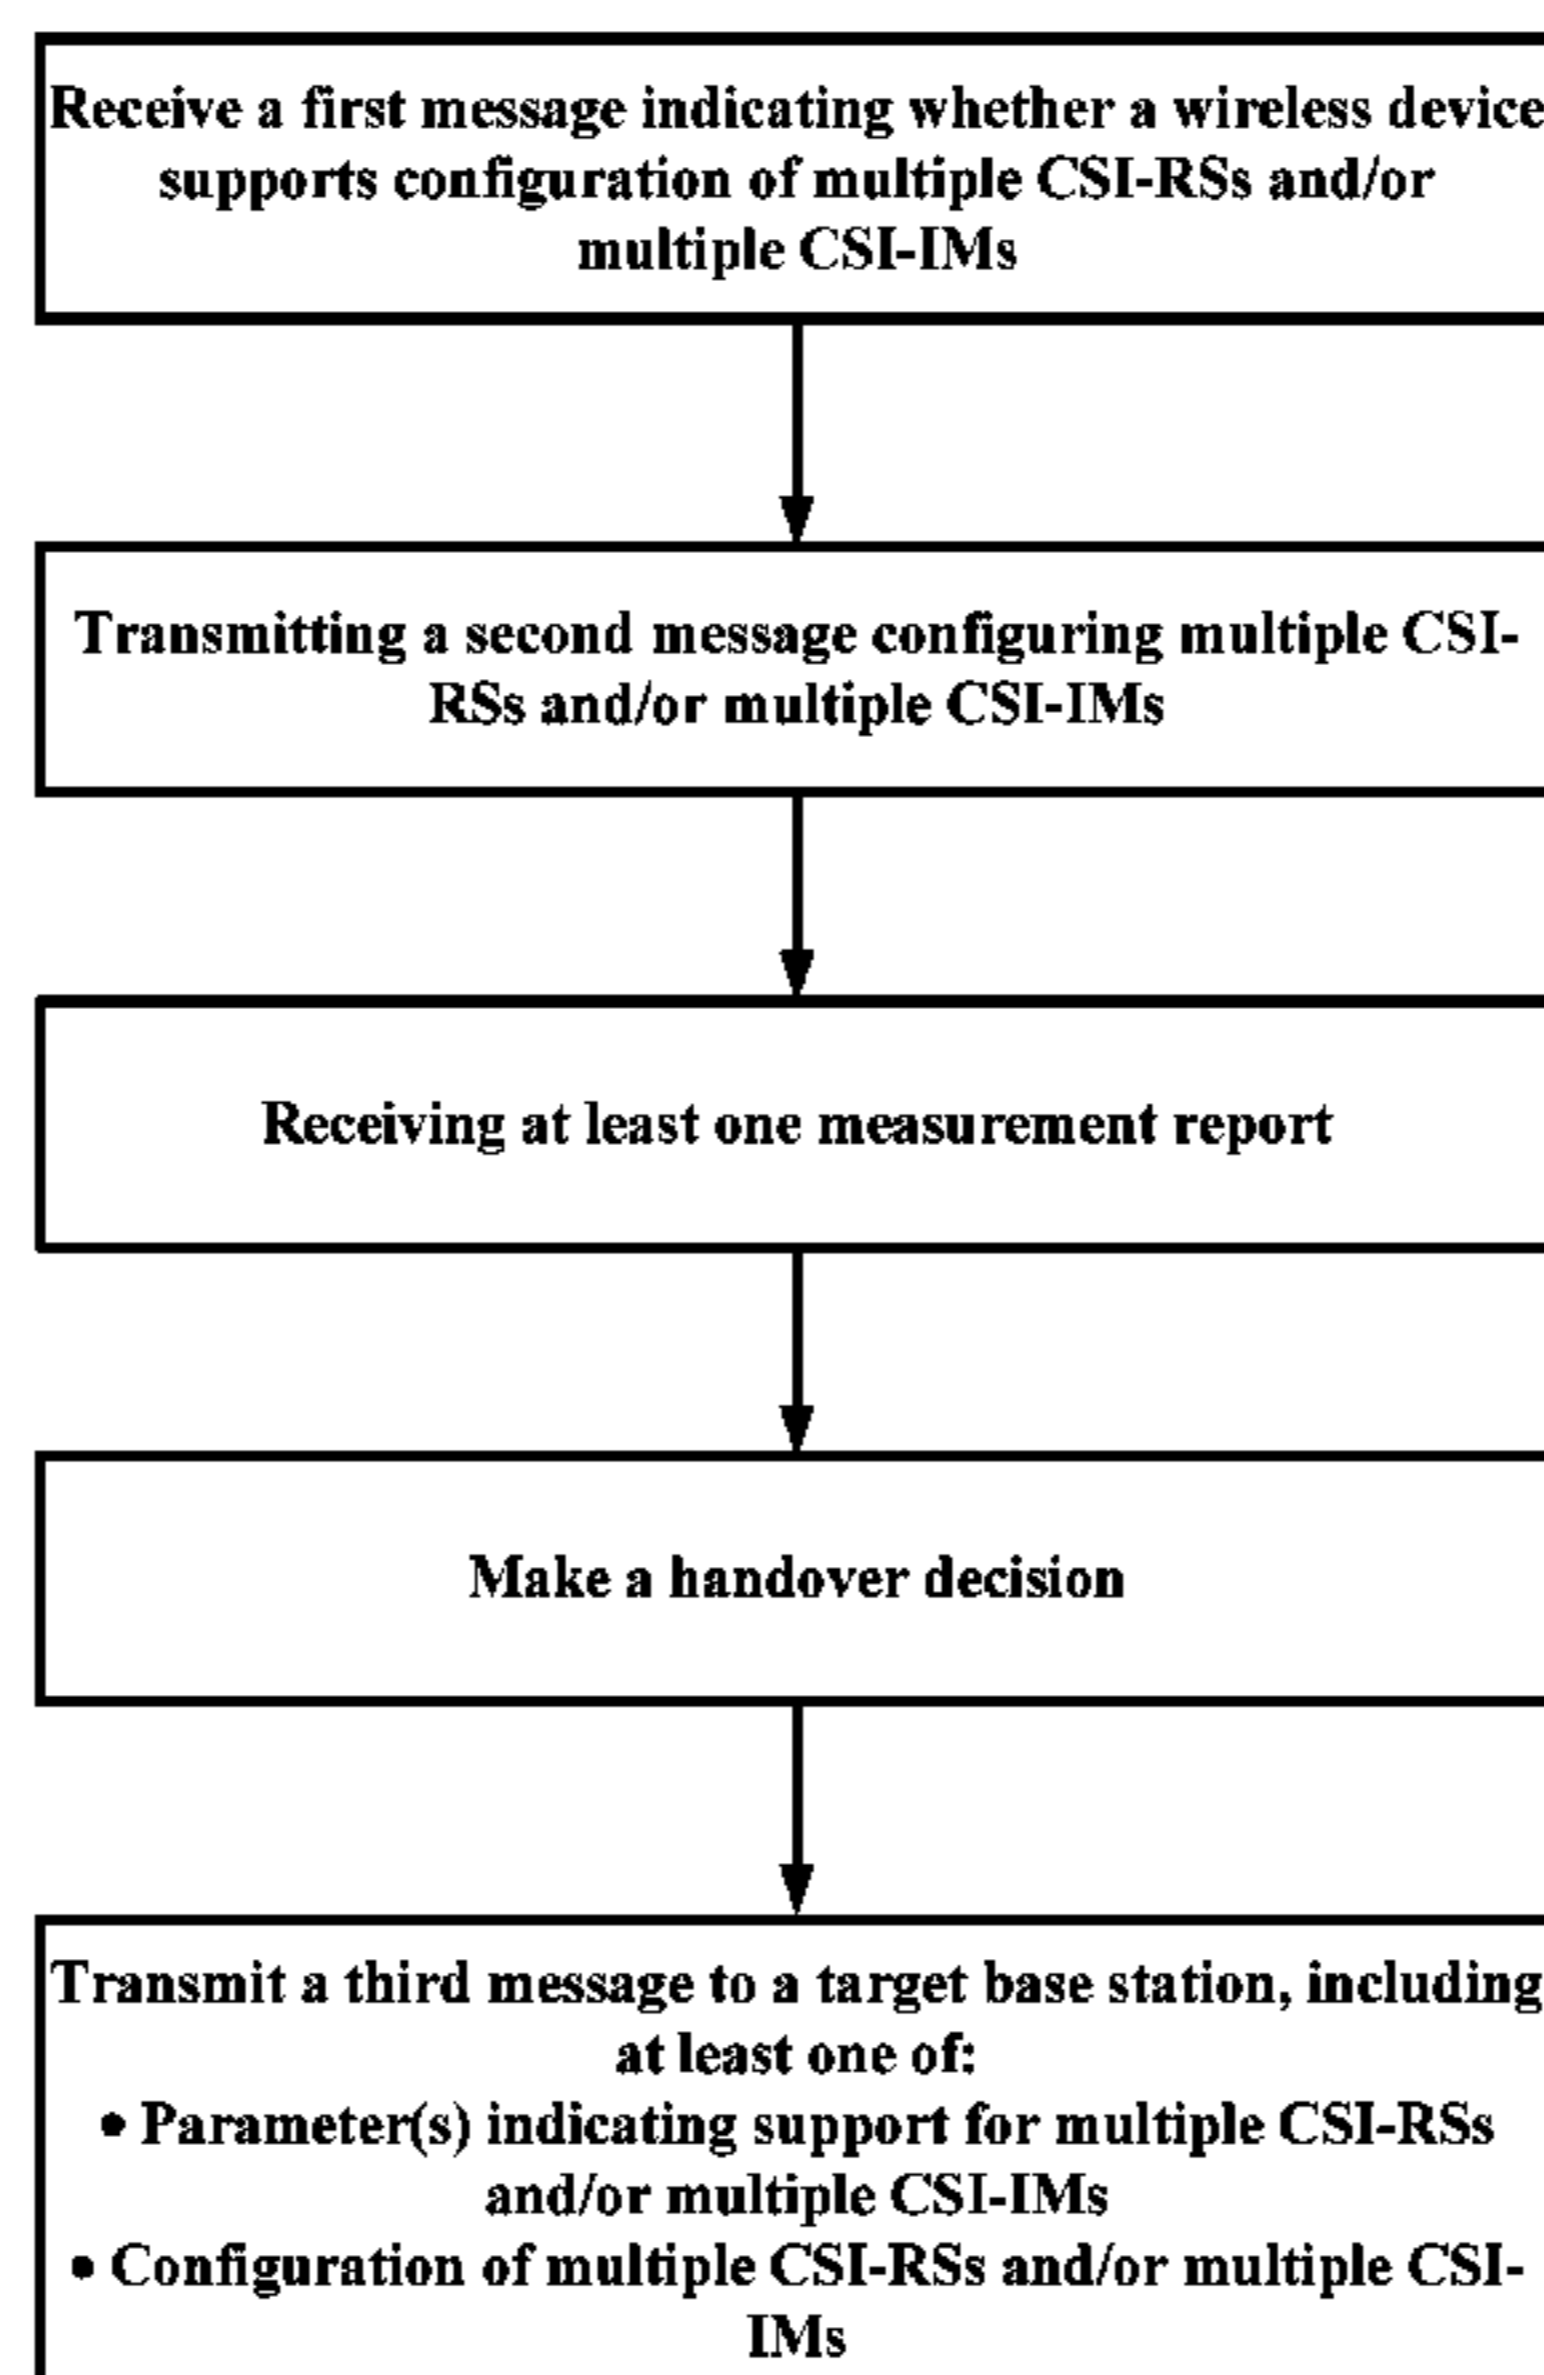 Receive a first message indicating whether a wireless device
supports configuration of multiple CSI-RSs and/or
multiple CSI-IMs
Transmitting a second message configuring multiple CSI-
RSs and/or multiple CSI-IMs
Receiving at least one measurement report
Make a handover decision
Transmit a third message to a target base station, including
at least one of:
• Parameter(s) indicating support for multiple CSI-RSs
and/or multiple CSI-IMs
• Configuration of multiple CSI-RSs and/or multiple CSI-
IMs